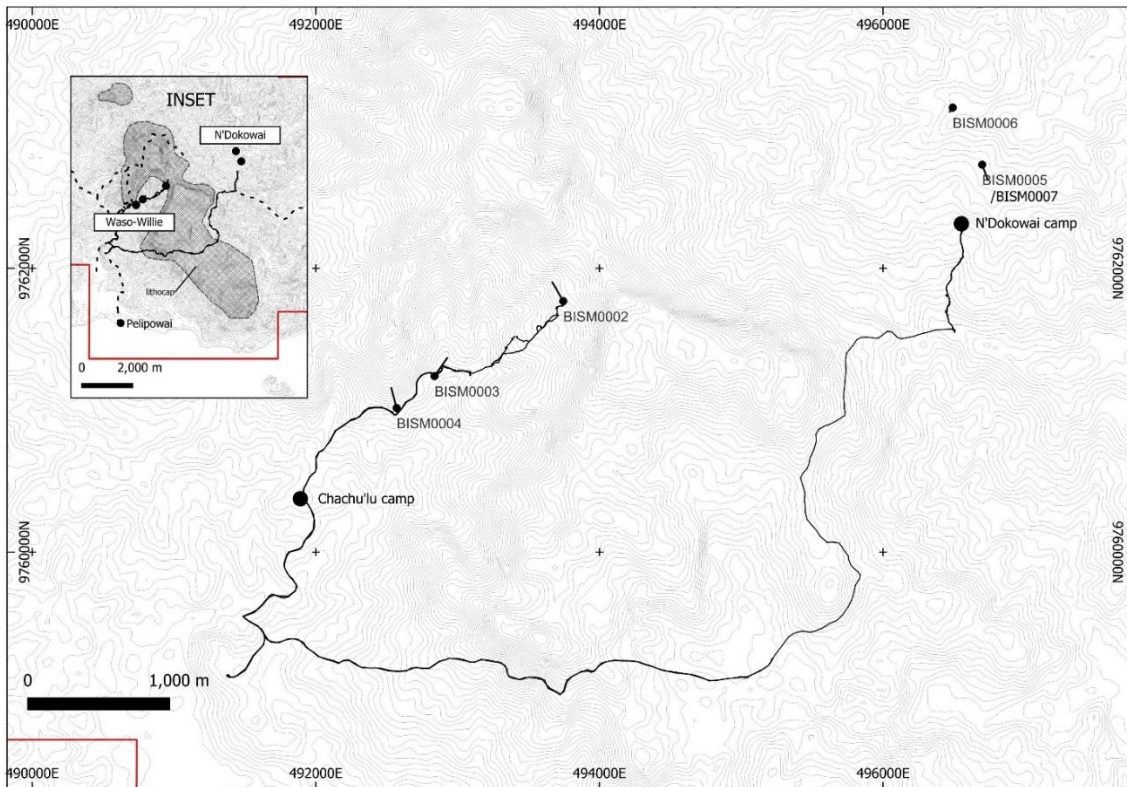 490000E
492000E
494000E
496000E
INSET
N'Dokowai
Waso-Willie
lithocap
Pelipowai
0 2,000 m
BISM0006
BISM0005
/BISM0007
N'Dokowai camp
9762000N
9762000N
BISM0002
BISM0003
BISM0004
Chachu'lu camp
9760000N
9760000N
0 1,000 m
490000E
492000E
494000E
496000E